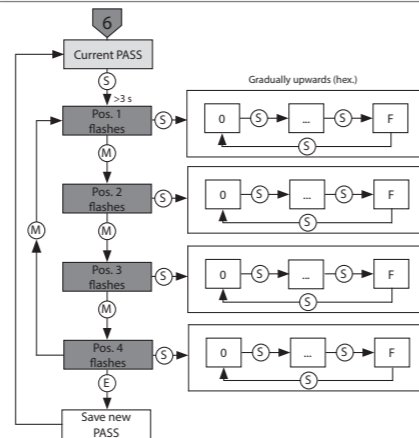 6
Current PASS
S
>3 s
Gradually upwards (hex.)
Pos. 1
flashes
S
0 S ... S F
S
M
Pos. 2
flashes
S
0 S ... S F
S
M
M
Pos. 3
flashes
S
0 S ... S F
S
M
Pos. 4
flashes
S
0 S ... S F
S
E
Save new
PASS